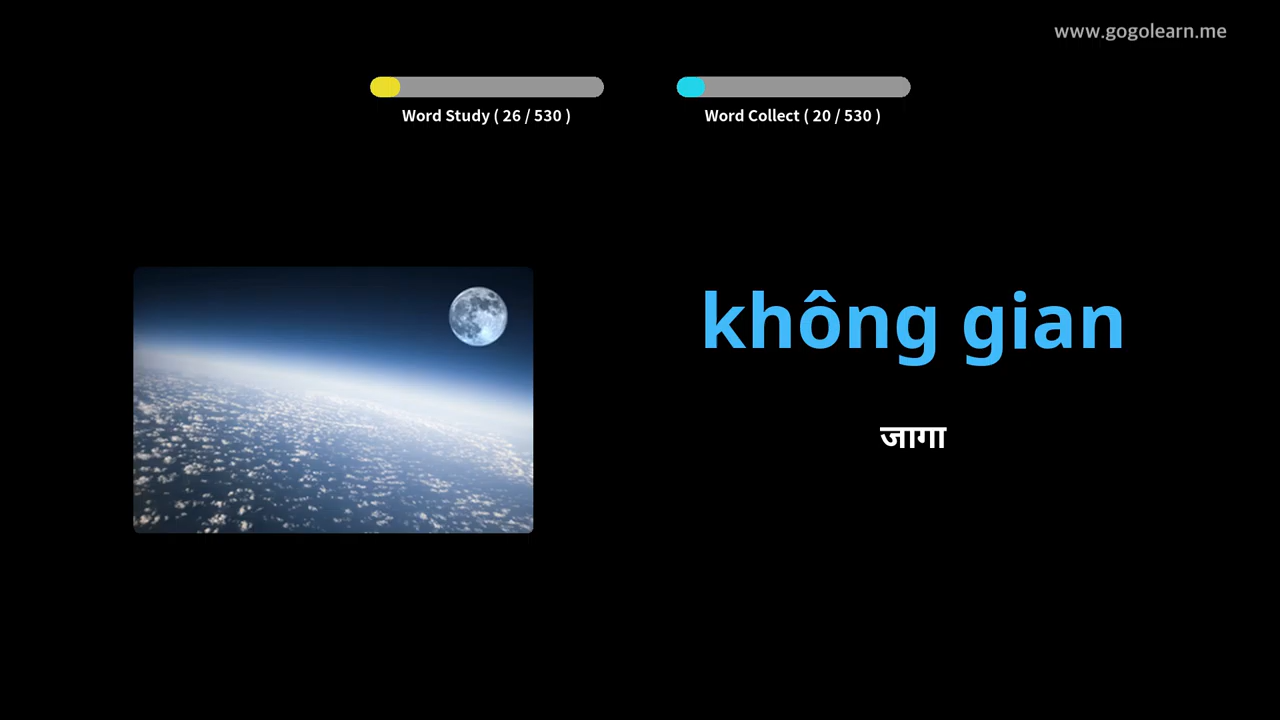 www.gogolearn.me
Word Study ( 26 / 530 )
Word Collect ( 20 / 530 )
không gian
जागा